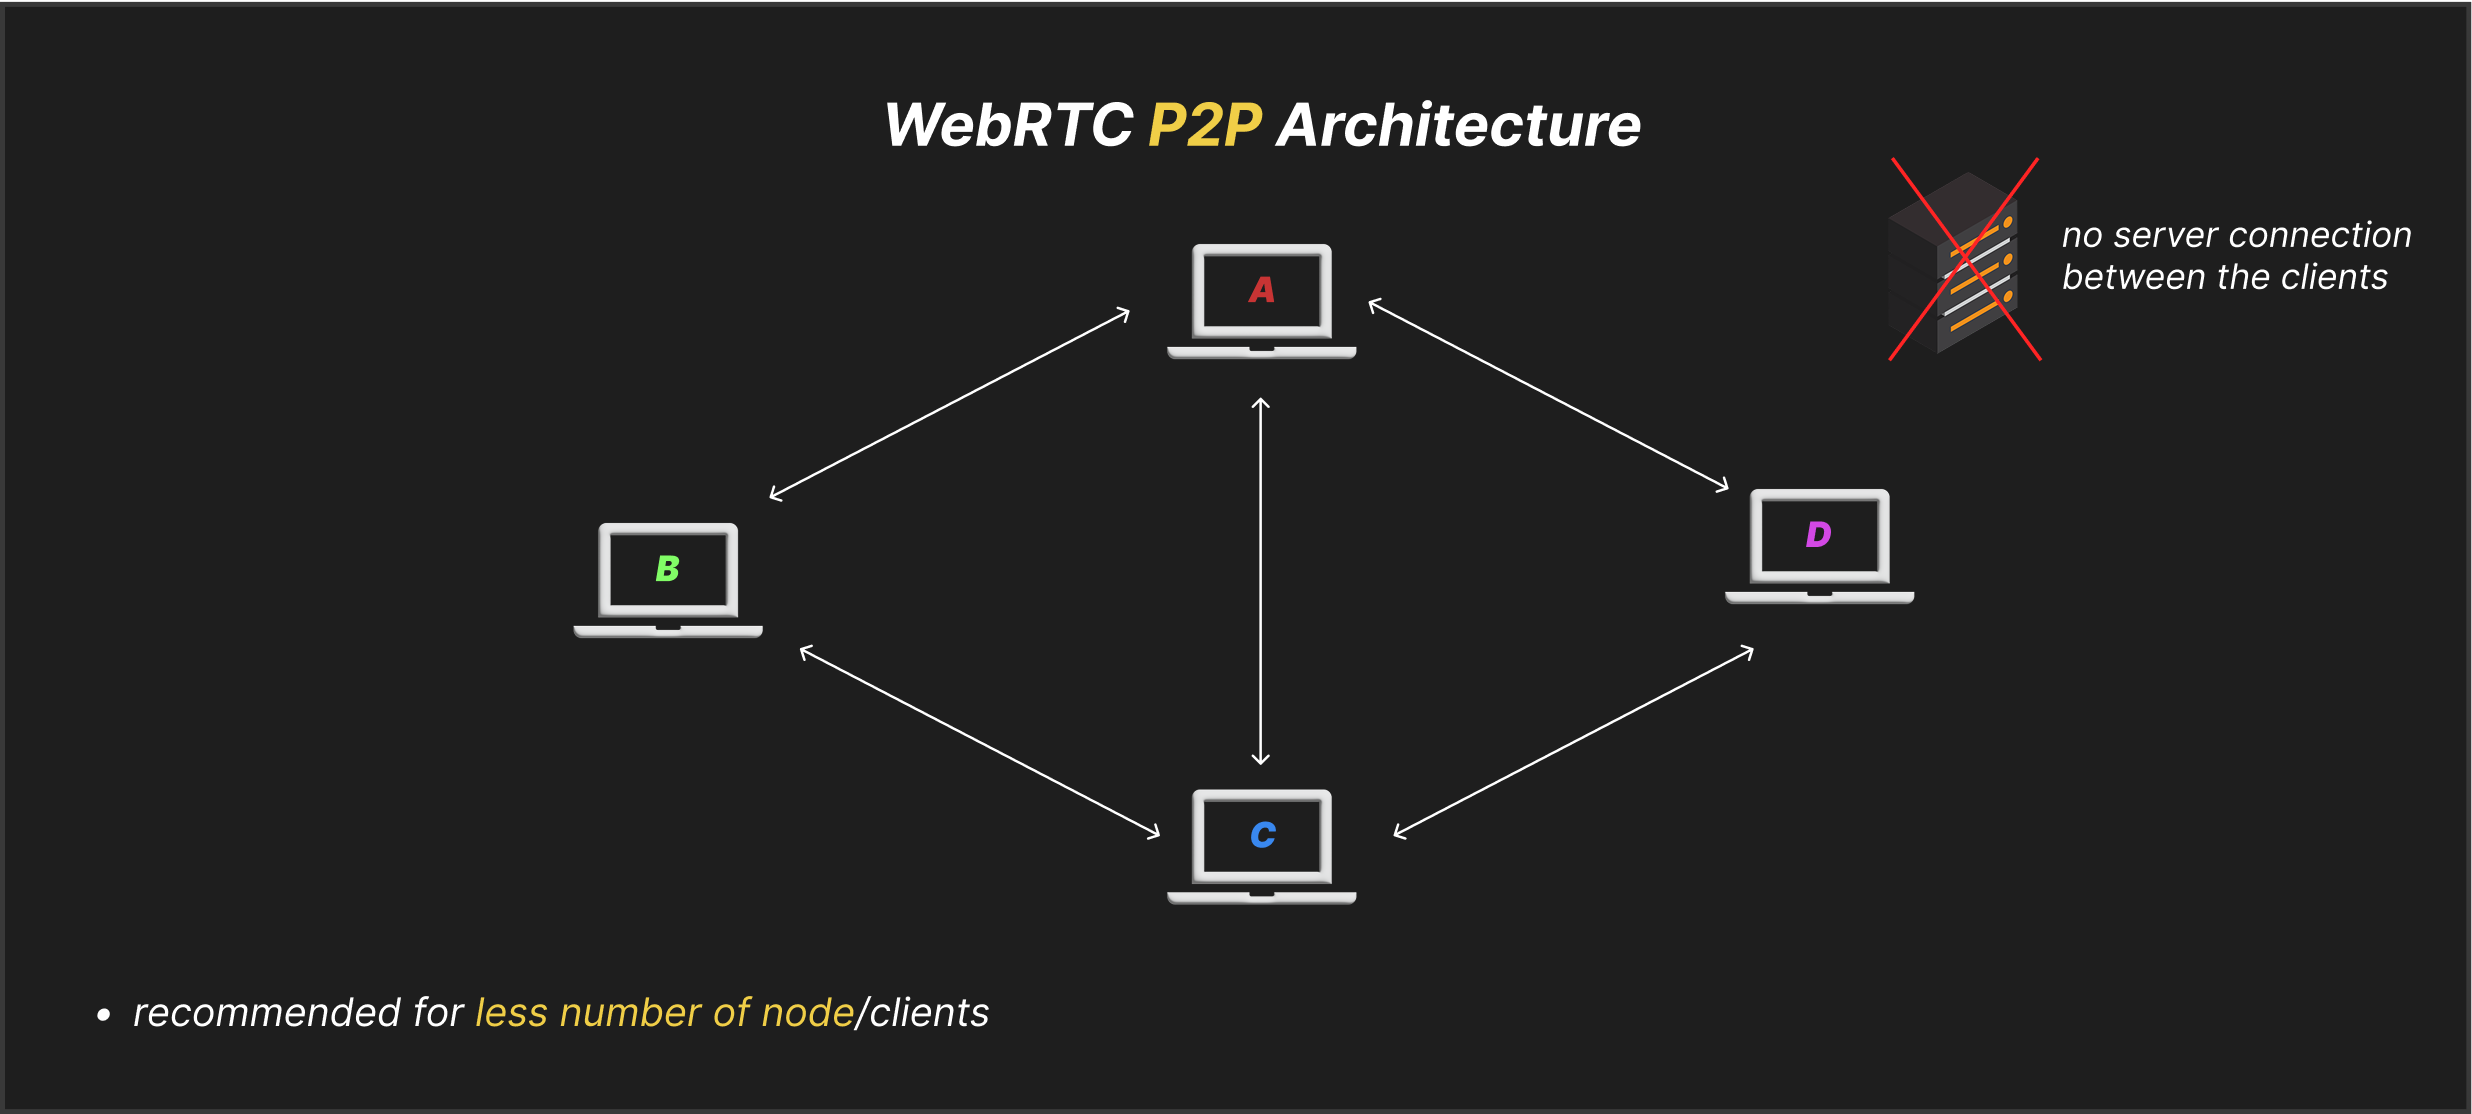 WebRTC P2P Architecture
no server connection
between the clients
A
B
D
C
• recommended for less number of node/clients